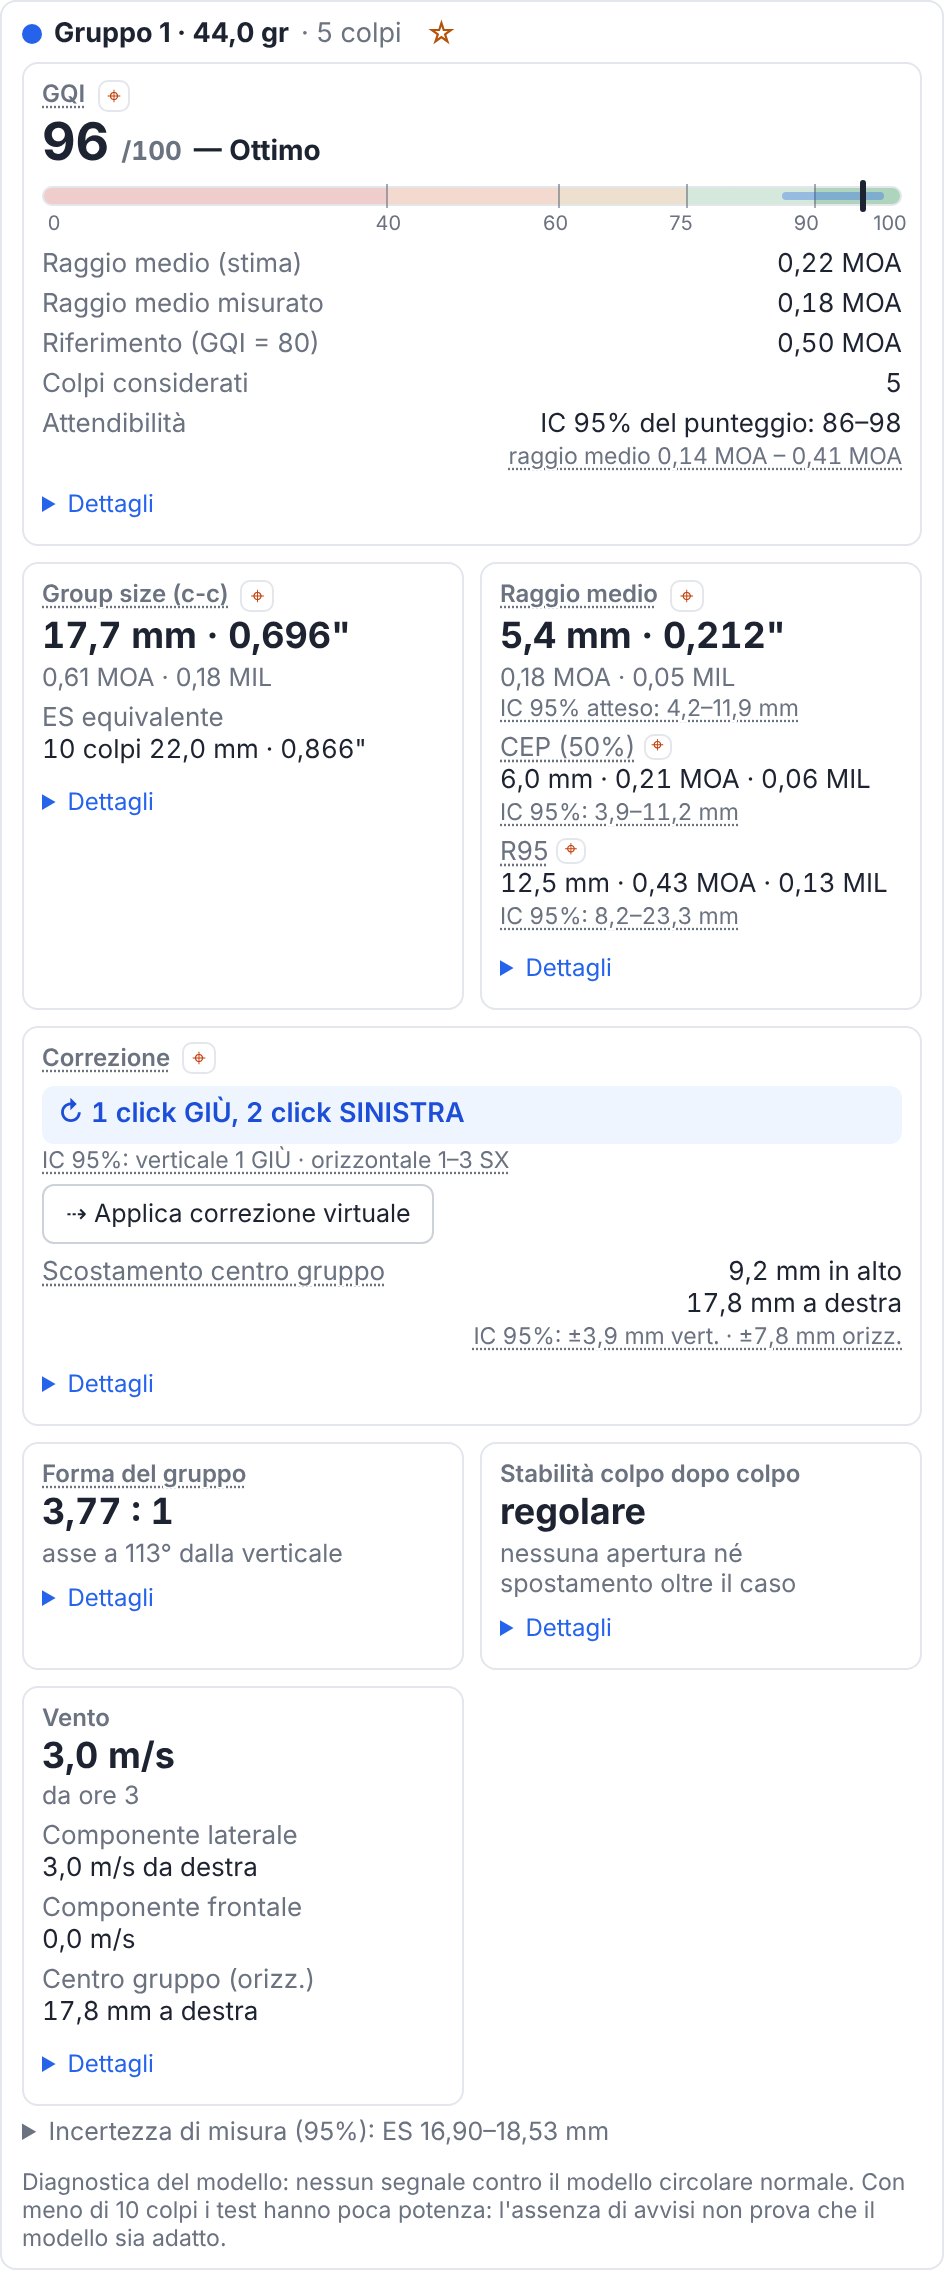 Gruppo 1 · 44,0 gr · 5 colpi ☆
GQI
96 /100 — Ottimo
0 40 60 75 90 100
Raggio medio (stima) 0,22 MOA
Raggio medio misurato 0,18 MOA
Riferimento (GQI = 80) 0,50 MOA
Colpi considerati 5
Attendibilità IC 95% del punteggio: 86–98
raggio medio 0,14 MOA – 0,41 MOA
▶ Dettagli
Group size (c-c)
17,7 mm · 0,696"
0,61 MOA · 0,18 MIL
ES equivalente
10 colpi 22,0 mm · 0,866"
▶ Dettagli
Raggio medio
5,4 mm · 0,212"
0,18 MOA · 0,05 MIL
IC 95% atteso: 4,2–11,9 mm
CEP (50%)
6,0 mm · 0,21 MOA · 0,06 MIL
IC 95%: 3,9–11,2 mm
R95
12,5 mm · 0,43 MOA · 0,13 MIL
IC 95%: 8,2–23,3 mm
▶ Dettagli
Correzione
↻ 1 click GIÙ, 2 click SINISTRA
IC 95%: verticale 1 GIÙ · orizzontale 1–3 SX
⇢ Applica correzione virtuale
Scostamento centro gruppo 9,2 mm in alto
17,8 mm a destra
IC 95%: ±3,9 mm vert. · ±7,8 mm orizz.
▶ Dettagli
Forma del gruppo
3,77 : 1
asse a 113° dalla verticale
▶ Dettagli
Stabilità colpo dopo colpo
regolare
nessuna apertura né
spostamento oltre il caso
▶ Dettagli
Vento
3,0 m/s
da ore 3
Componente laterale
3,0 m/s da destra
Componente frontale
0,0 m/s
Centro gruppo (orizz.)
17,8 mm a destra
▶ Dettagli
▶ Incertezza di misura (95%): ES 16,90–18,53 mm
Diagnostica del modello: nessun segnale contro il modello circolare normale. Con
meno di 10 colpi i test hanno poca potenza: l'assenza di avvisi non prova che il
modello sia adatto.